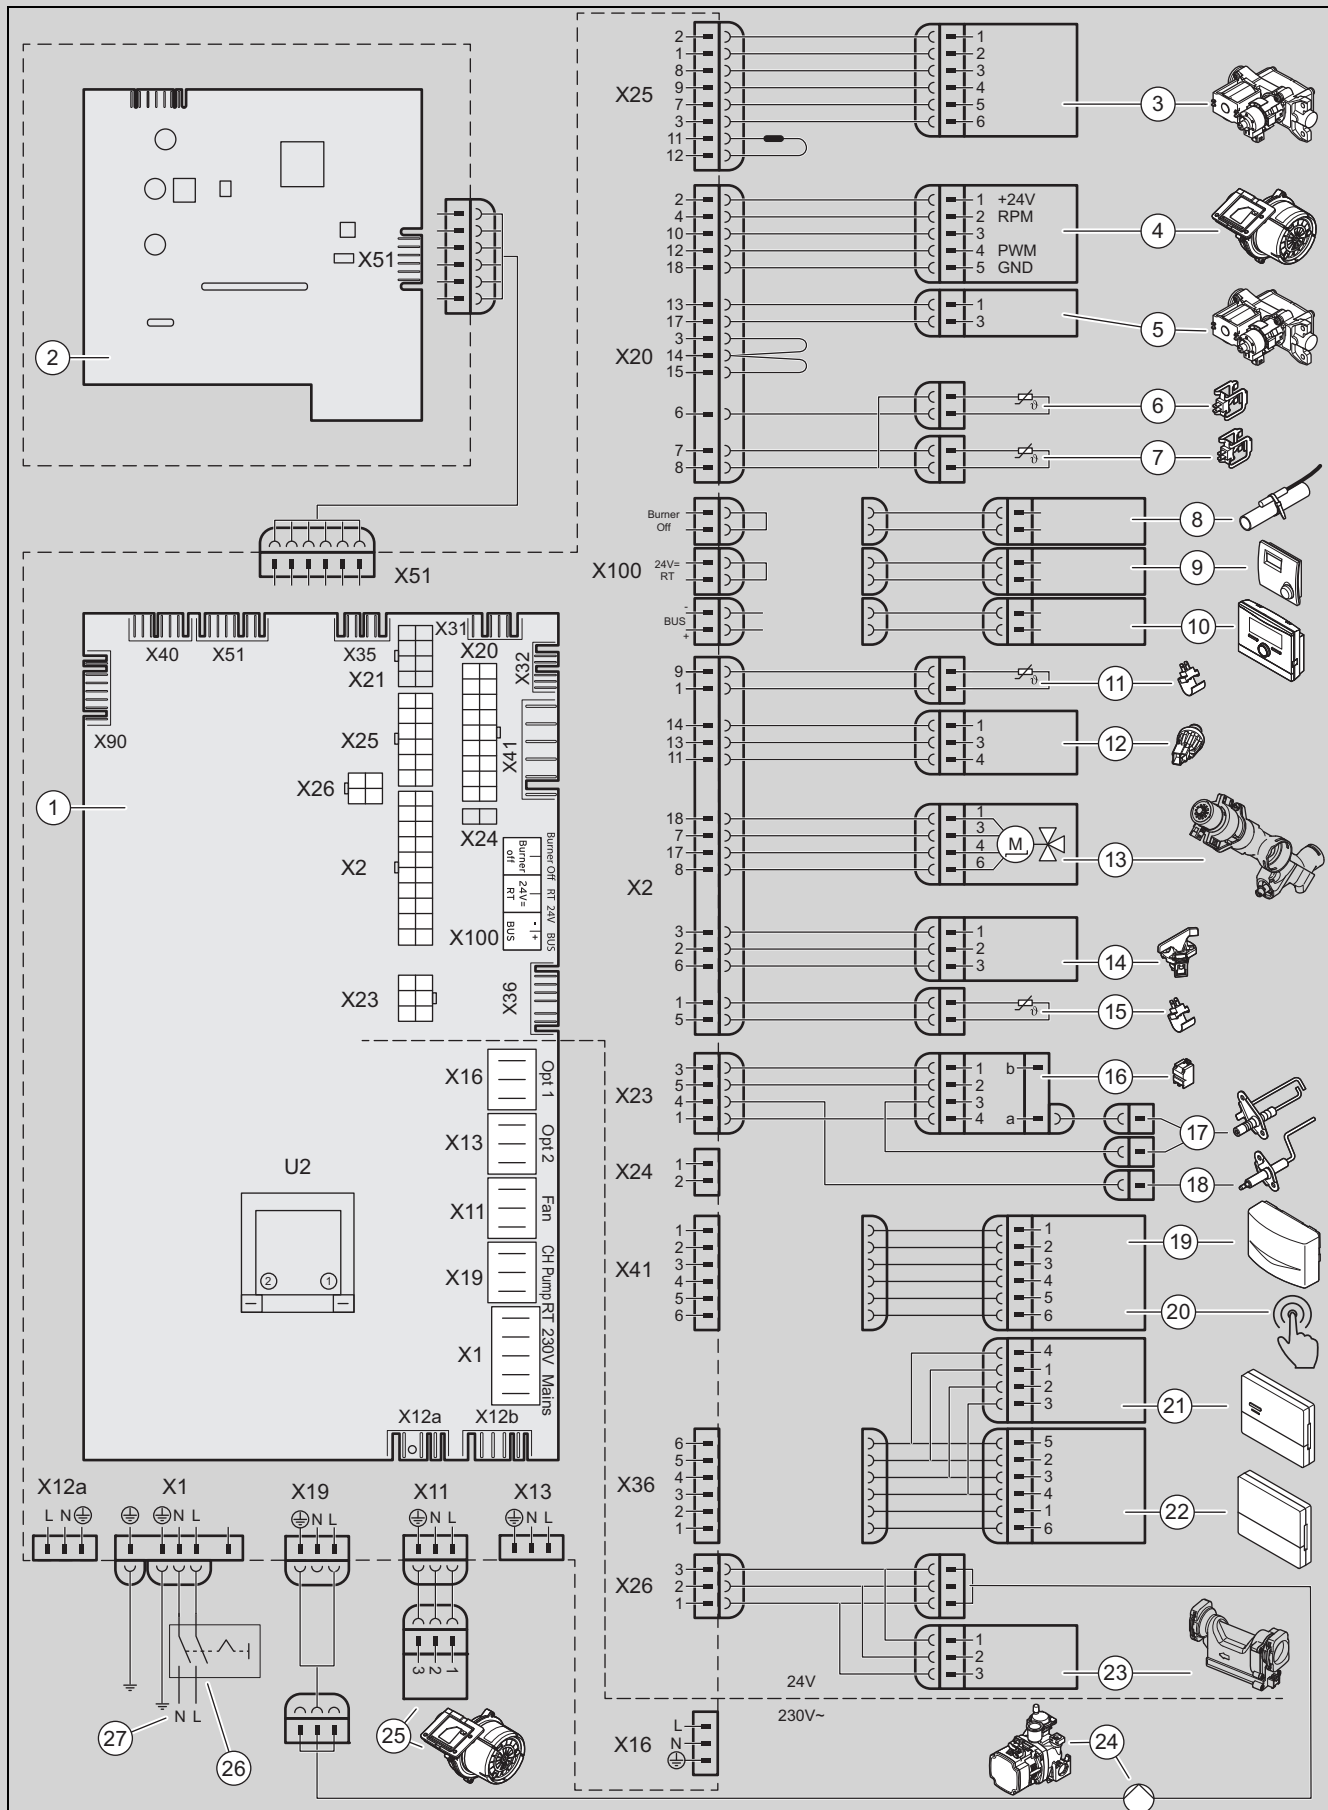 X25
2
1
8
9
7
3
11
12
1
2
3
4
5
6
3
X51
2
2
4
10
12
18
1 +24V
2 RPM
3
4 PWM
5 GND
4
X20
13
17
3
14
15
6
7
8
1
3
5
ϑ
6
ϑ
7
X51
X100
Burner
Off
24V=
RT
-
BUS
+
8
9
10
X2
9
1
ϑ
11
14
13
11
1
3
4
12
18
7
17
8
1
3
4
6
M
13
3
2
6
1
2
3
14
1
5
ϑ
15
X40
X51
X35
X31
X21
X20
X32
X90
X25
X41
X26
1
X24
X2
Burner Off RT 24V BUS
Burner
off
24V=
RT
BUS
-
+
X100
X23
X36
X16
Opt 1
X13
Opt 2
X11
Fan
X19
CH Pump
X1
RT 230V Mains
U2
2
1
X12a
X12b
X23
3
5
4
1
1
2
3
4
b
a
16
17
18
X24
1
2
X41
1
2
3
4
5
6
1
2
3
4
5
6
19
20
4
1
2
3
21
X36
6
5
4
3
2
1
5
2
3
4
1
6
22
X26
3
2
1
1
2
3
23
24V
230V~
X16
L
N
24
X12a
L N
X1
N L
X19
N L
X11
N L
X13
N L
3
2
1
N L
27
26
25